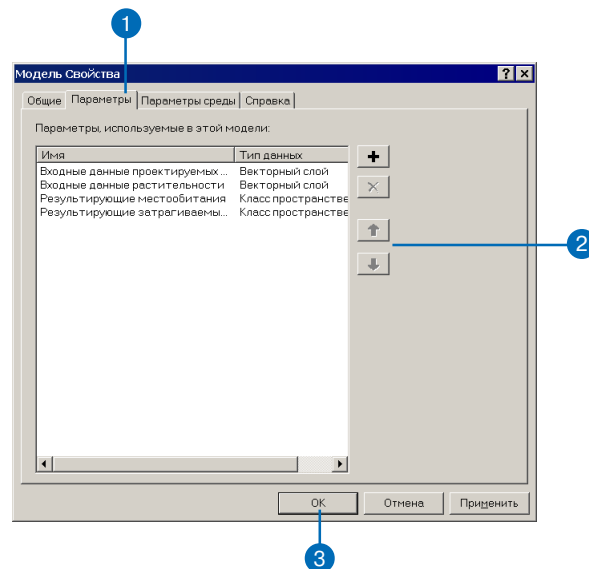 1
Модель Свойства
Общие Параметры Параметры среды Справка
Параметры, используемые в этой модели:
Имя Тип данных
Входные данные проектируемых ... Векторный слой
Входные данные растительности Векторный слой
Результирующие местообитания Класс пространстве
Результирующие затрагиваемы... Класс пространстве
2
OK Отмена Применить
3